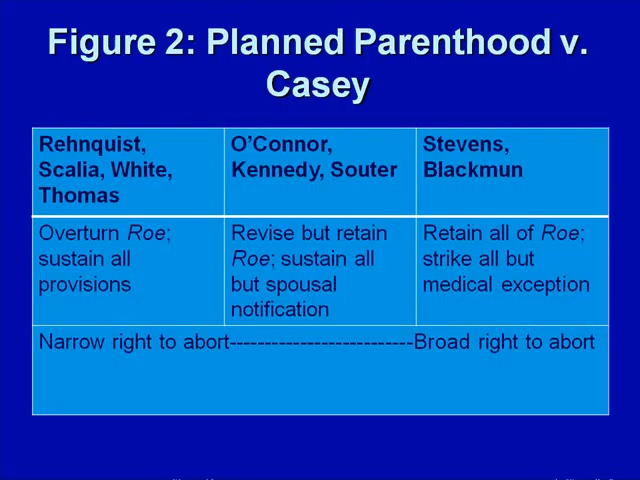 Figure 2: Planned Parenthood v.
Casey
Rehnquist,
Scalia, White,
Thomas
O'Connor,
Kennedy, Souter
Stevens,
Blackmun
Overturn Roe;
sustain all
provisions
Revise but retain
Roe; sustain all
but spousal
notification
Retain all of Roe;
strike all but
medical exception
Narrow right to abort--------------------------Broad right to abort